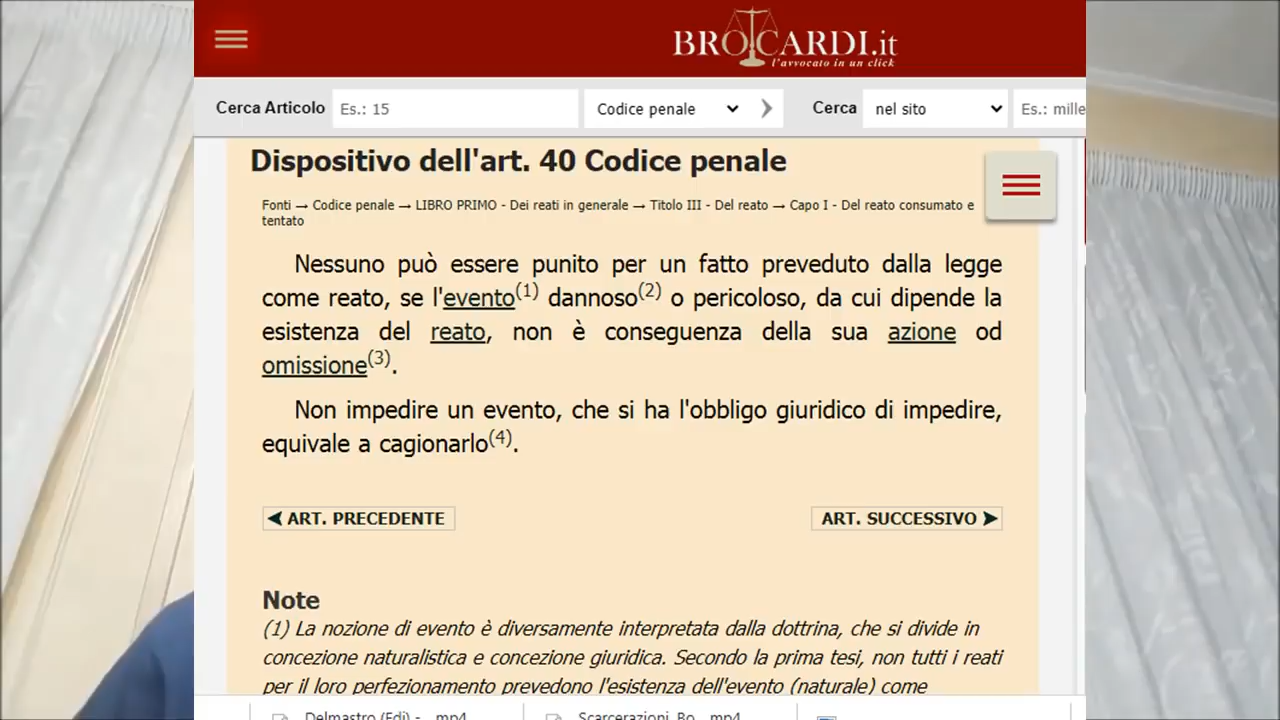 BROCARDI.it
l'avvocato in un click
Cerca Articolo Es.: 15 Codice penale Cerca nel sito Es.: mille
Dispositivo dell'art. 40 Codice penale
Fonti → Codice penale → LIBRO PRIMO - Dei reati in generale → Titolo III - Del reato → Capo I - Del reato consumato e
tentato
Nessuno può essere punito per un fatto preveduto dalla legge
come reato, se l'evento(1) dannoso(2) o pericoloso, da cui dipende la
esistenza del reato, non è conseguenza della sua azione od
omissione(3).
Non impedire un evento, che si ha l'obbligo giuridico di impedire,
equivale a cagionarlo(4).
◄ ART. PRECEDENTE ART. SUCCESSIVO ➤
Note
(1) La nozione di evento è diversamente interpretata dalla dottrina, che si divide in
concezione naturalistica e concezione giuridica. Secondo la prima tesi, non tutti i reati
per il loro perfezionamento prevedono l'esistenza dell'evento (naturale) come
Delmastro (Edi) - ....mp4 Scarcerazioni, Bo....mp4